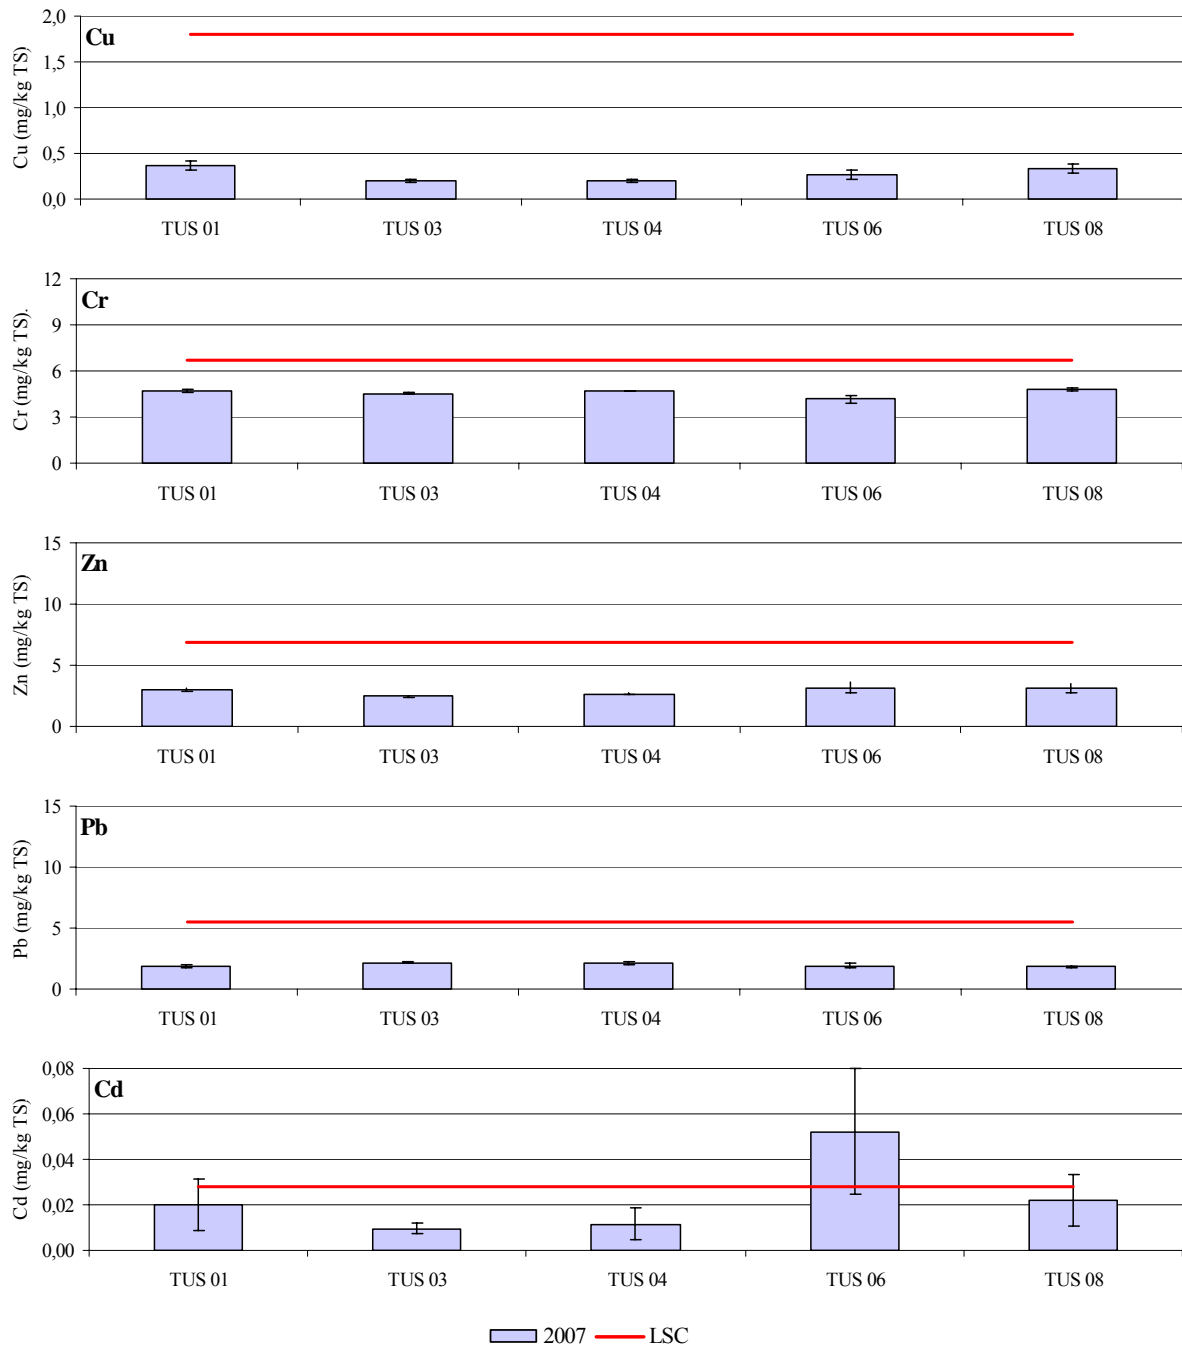 Cu
Cu (mg/kg TS)
2,0
1,5
1,0
0,5
0,0
TUS 01 TUS 03 TUS 04 TUS 06 TUS 08
Cr
Cr (mg/kg TS).
12
9
6
3
0
TUS 01 TUS 03 TUS 04 TUS 06 TUS 08
Zn
Zn (mg/kg TS)
15
10
5
0
TUS 01 TUS 03 TUS 04 TUS 06 TUS 08
Pb
Pb (mg/kg TS)
15
10
5
0
TUS 01 TUS 03 TUS 04 TUS 06 TUS 08
Cd
Cd (mg/kg TS)
0,08
0,06
0,04
0,02
0,00
TUS 01 TUS 03 TUS 04 TUS 06 TUS 08
2007 LSC